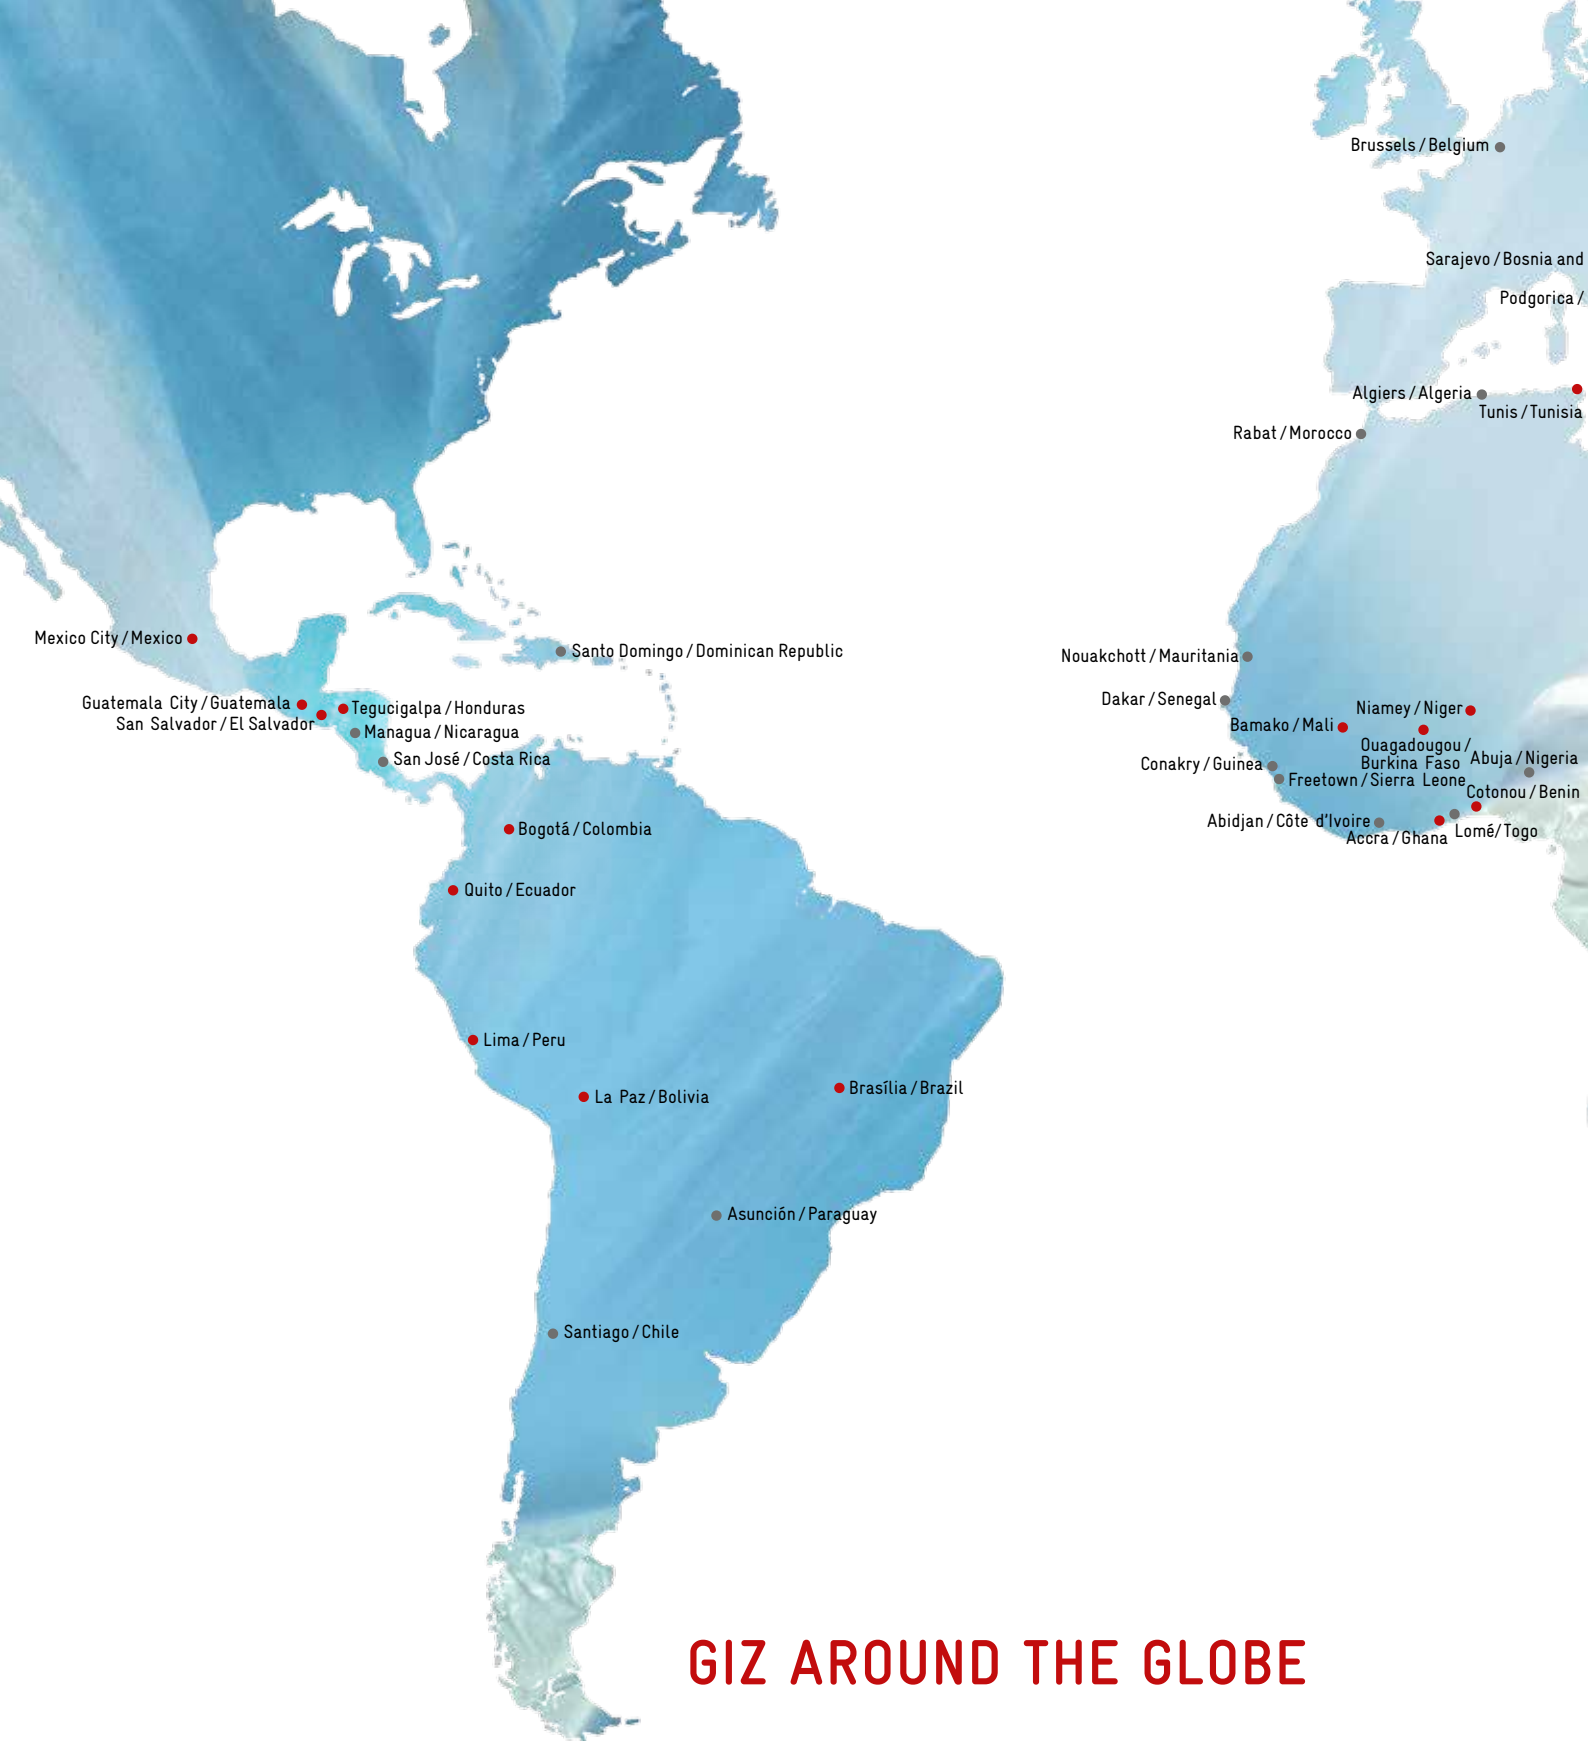 Brussels / Belgium
Sarajevo / Bosnia and
Podgorica /
Algiers / Algeria
Tunis / Tunisia
Rabat / Morocco
Mexico City / Mexico
Santo Domingo / Dominican Republic
Nouakchott / Mauritania
Guatemala City / Guatemala
Tegucigalpa / Honduras
San Salvador / El Salvador
Managua / Nicaragua
San José / Costa Rica
Dakar / Senegal
Niamey / Niger
Bamako / Mali
Ouagadougou /
Burkina Faso
Abuja / Nigeria
Conakry / Guinea
Freetown / Sierra Leone
Cotonou / Benin
Abidjan / Côte d'Ivoire
Accra / Ghana
Lomé / Togo
Bogotá / Colombia
Quito / Ecuador
Lima / Peru
La Paz / Bolivia
Brasília / Brazil
Asunción / Paraguay
Santiago / Chile
GIZ AROUND THE GLOBE